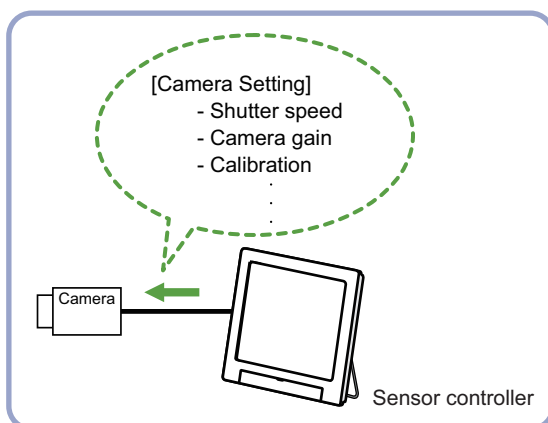 [Camera Setting]
- Shutter speed
- Camera gain
- Calibration
.
.
.
Camera
Sensor controller